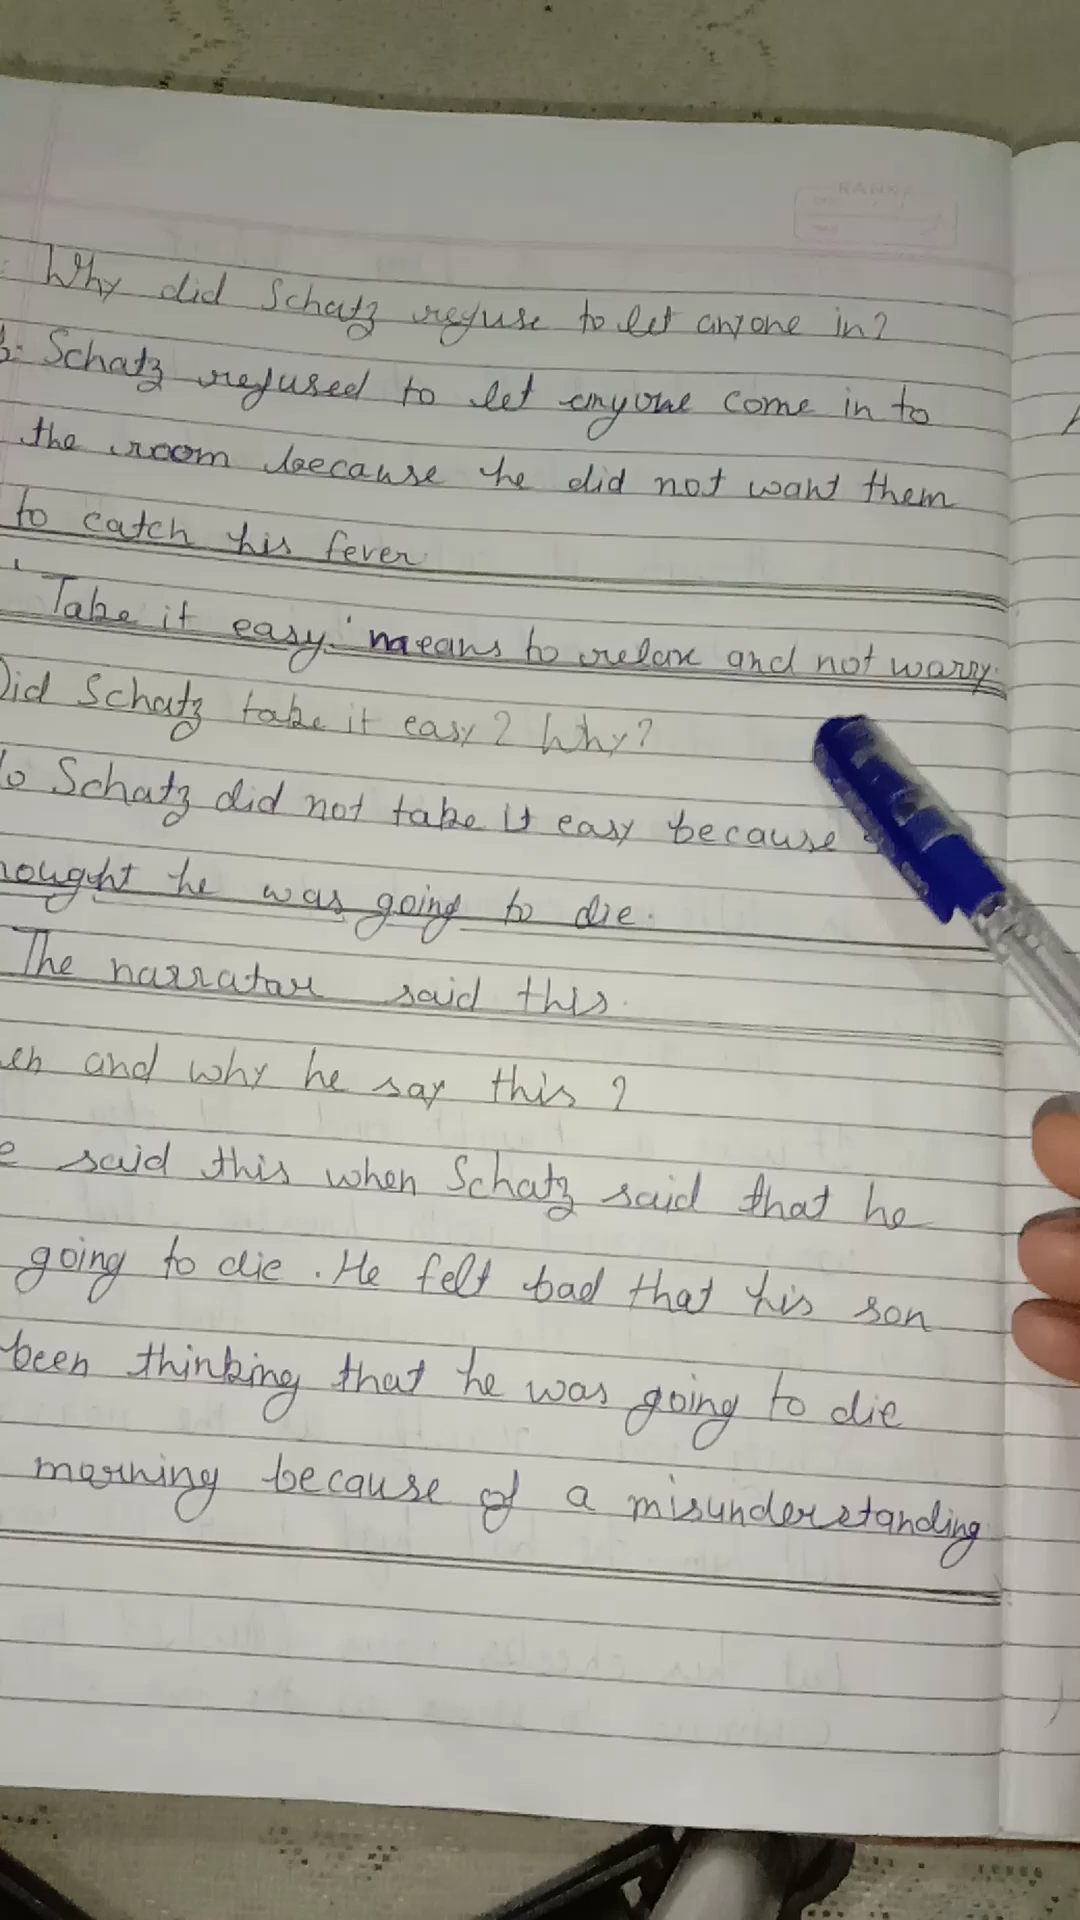 Why did Schatz refuse to let anyone in?
Schatz refused to let anyone come in to
the room because he did not want them
to catch his fever
'Take it easy.' means to relax and not warry.
Did Schatz take it easy? Why?
No Schatz did not take it easy because
hought he was going to die.
The narrator said this.
en and why he say this?
e said this when Schatz said that he
going to die. He felt bad that his son
been thinking that he was going to die
morning because of a misunderstanding